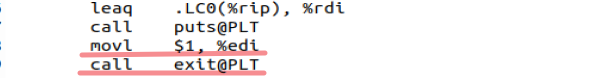 leaq .LC0(%rip), %rdi
call puts@PLT
movl $1, %edi
call exit@PLT